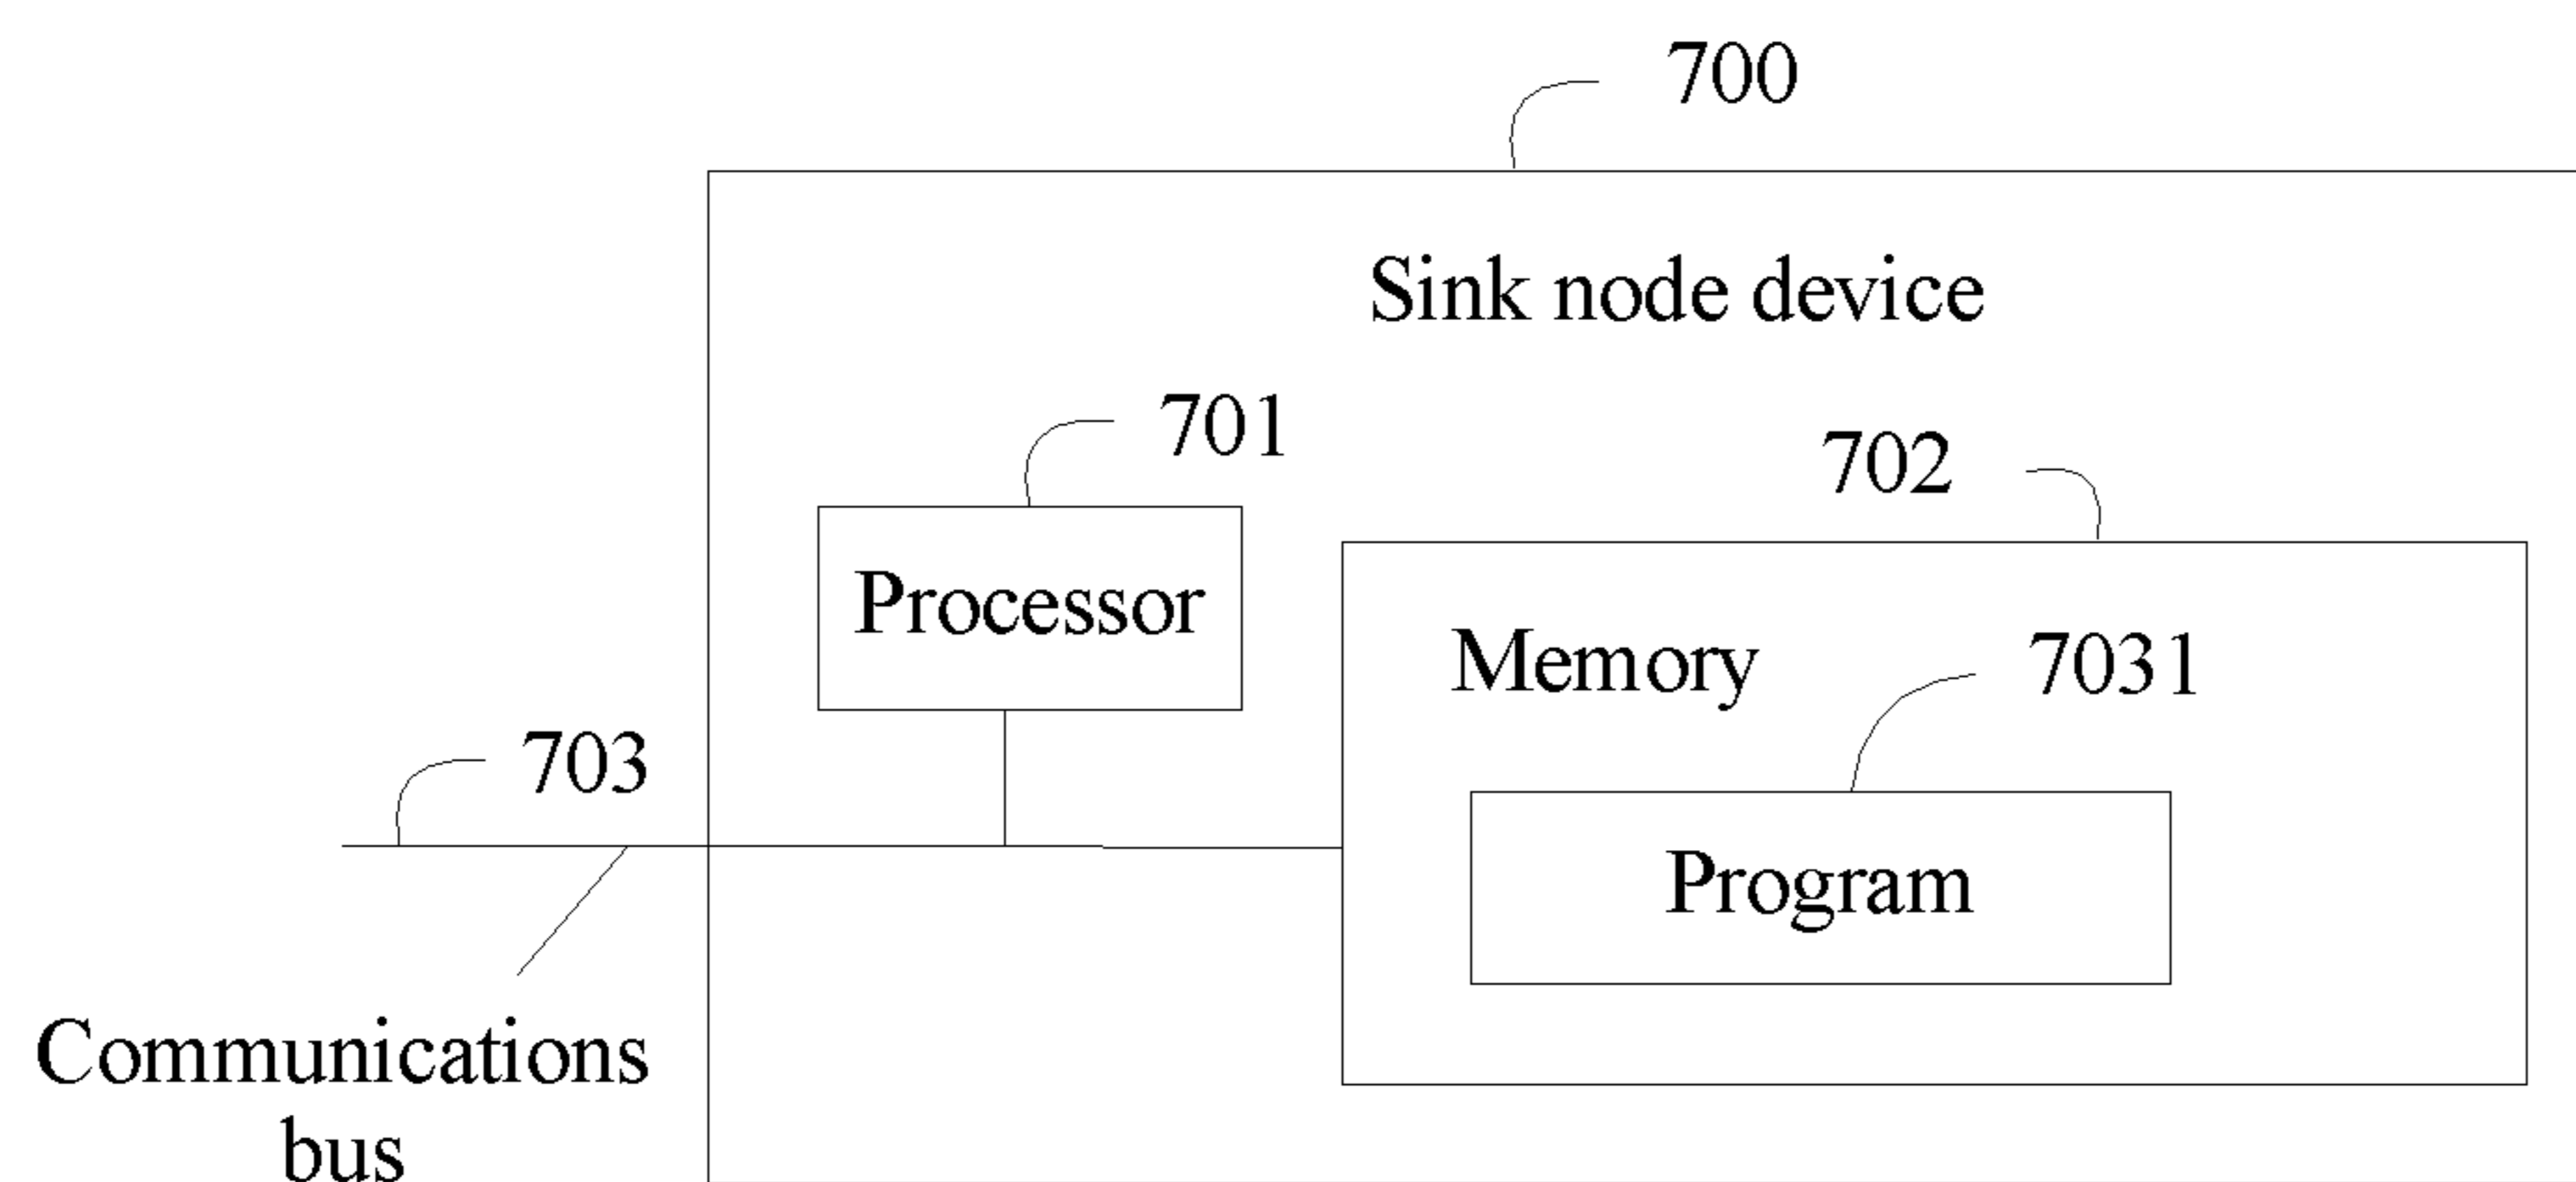 700
Sink node device
701
702
Processor
Memory
7031
703
Program
Communications
bus